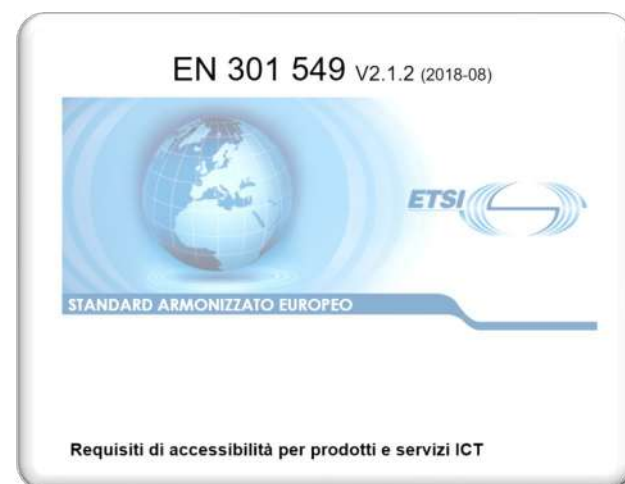 EN 301 549 V2.1.2 (2018-08)
ETSI
STANDARD ARMONIZZATO EUROPEO
Requisiti di accessibilità per prodotti e servizi ICT